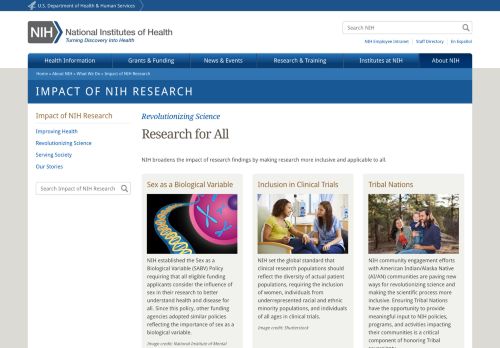 U.S. Department of Health & Human Services
Search NIH
NIH National Institutes of Health
Turning Discovery Into Health
NIH Employee Intranet Staff Directory En Español
Health Information Grants & Funding News & Events Research & Training Institutes at NIH About NIH
Home » About NIH » What We Do » Impact of NIH Research
IMPACT OF NIH RESEARCH
Impact of NIH Research
Improving Health
Revolutionizing Science
Serving Society
Our Stories
Search Impact of NIH Research
Revolutionizing Science
Research for All
NIH broadens the impact of research findings by making research more inclusive and applicable to all.
Sex as a Biological Variable
NIH established the Sex as a
Biological Variable (SABV) Policy
requiring that all eligible funding
applicants consider the influence of
sex in their research to better
understand health and disease for
all. Since this policy, other funding
agencies adopted similar policies
reflecting the importance of sex as a
biological variable.
Image credit: National Institute of Mental
Inclusion in Clinical Trials
NIH set the global standard that
clinical research populations should
reflect the diversity of actual patient
populations, requiring the inclusion
of women, individuals from
underrepresented racial and ethnic
minority populations, and individuals
of all ages in clinical trials.
Image credit: Shutterstock
Tribal Nations
NIH community engagement efforts
with American Indian/Alaska Native
(AI/AN) communities are paving new
ways for revolutionizing science and
making the scientific process more
inclusive. Ensuring Tribal Nations
have the opportunity to provide
meaningful input to NIH policies,
programs, and activities impacting
their communities is a critical
component of honoring Tribal